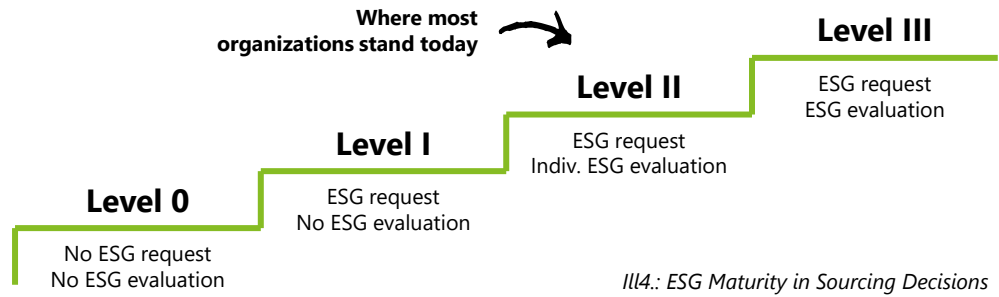 Where most
organizations stand today
Level III
ESG request
ESG evaluation
Level II
ESG request
Indiv. ESG evaluation
Level I
ESG request
No ESG evaluation
Level 0
No ESG request
No ESG evaluation
Ill4.: ESG Maturity in Sourcing Decisions